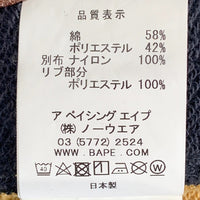 品質表示
綿 58%
ポリエステル 42%
別布 ナイロン 100%
リブ部分
ポリエステル 100%
ア ベイシング エイプ
(株) ノーウエア
03 (5772) 2524
WWW.BAPE.COM
日本製